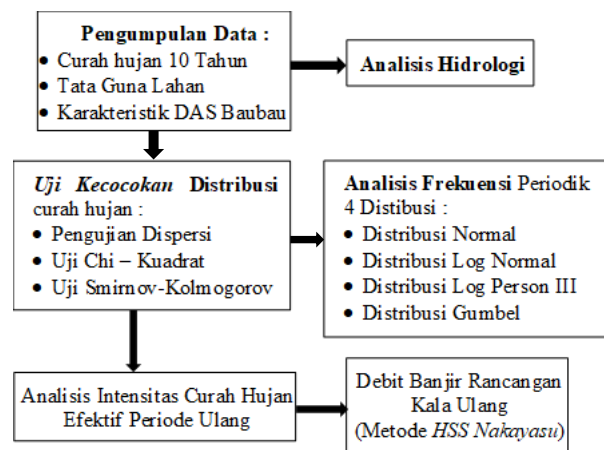 Pengumpulan Data :
• Curah hujan 10 Tahun
• Tata Guna Lahan
• Karakteristik DAS Baubau
Analisis Hidrologi
Uji Kecocokan Distribusi
curah hujan :
• Pengujian Dispersi
• Uji Chi – Kuadrat
• Uji Smirnov-Kolmogorov
Analisis Frekuensi Periodik
4 Distibusi :
• Distribusi Normal
• Distribusi Log Normal
• Distribusi Log Person III
• Distribusi Gumbel
Analisis Intensitas Curah Hujan
Efektif Periode Ulang
Debit Banjir Rancangan
Kala Ulang
(Metode HSS Nakayasu)